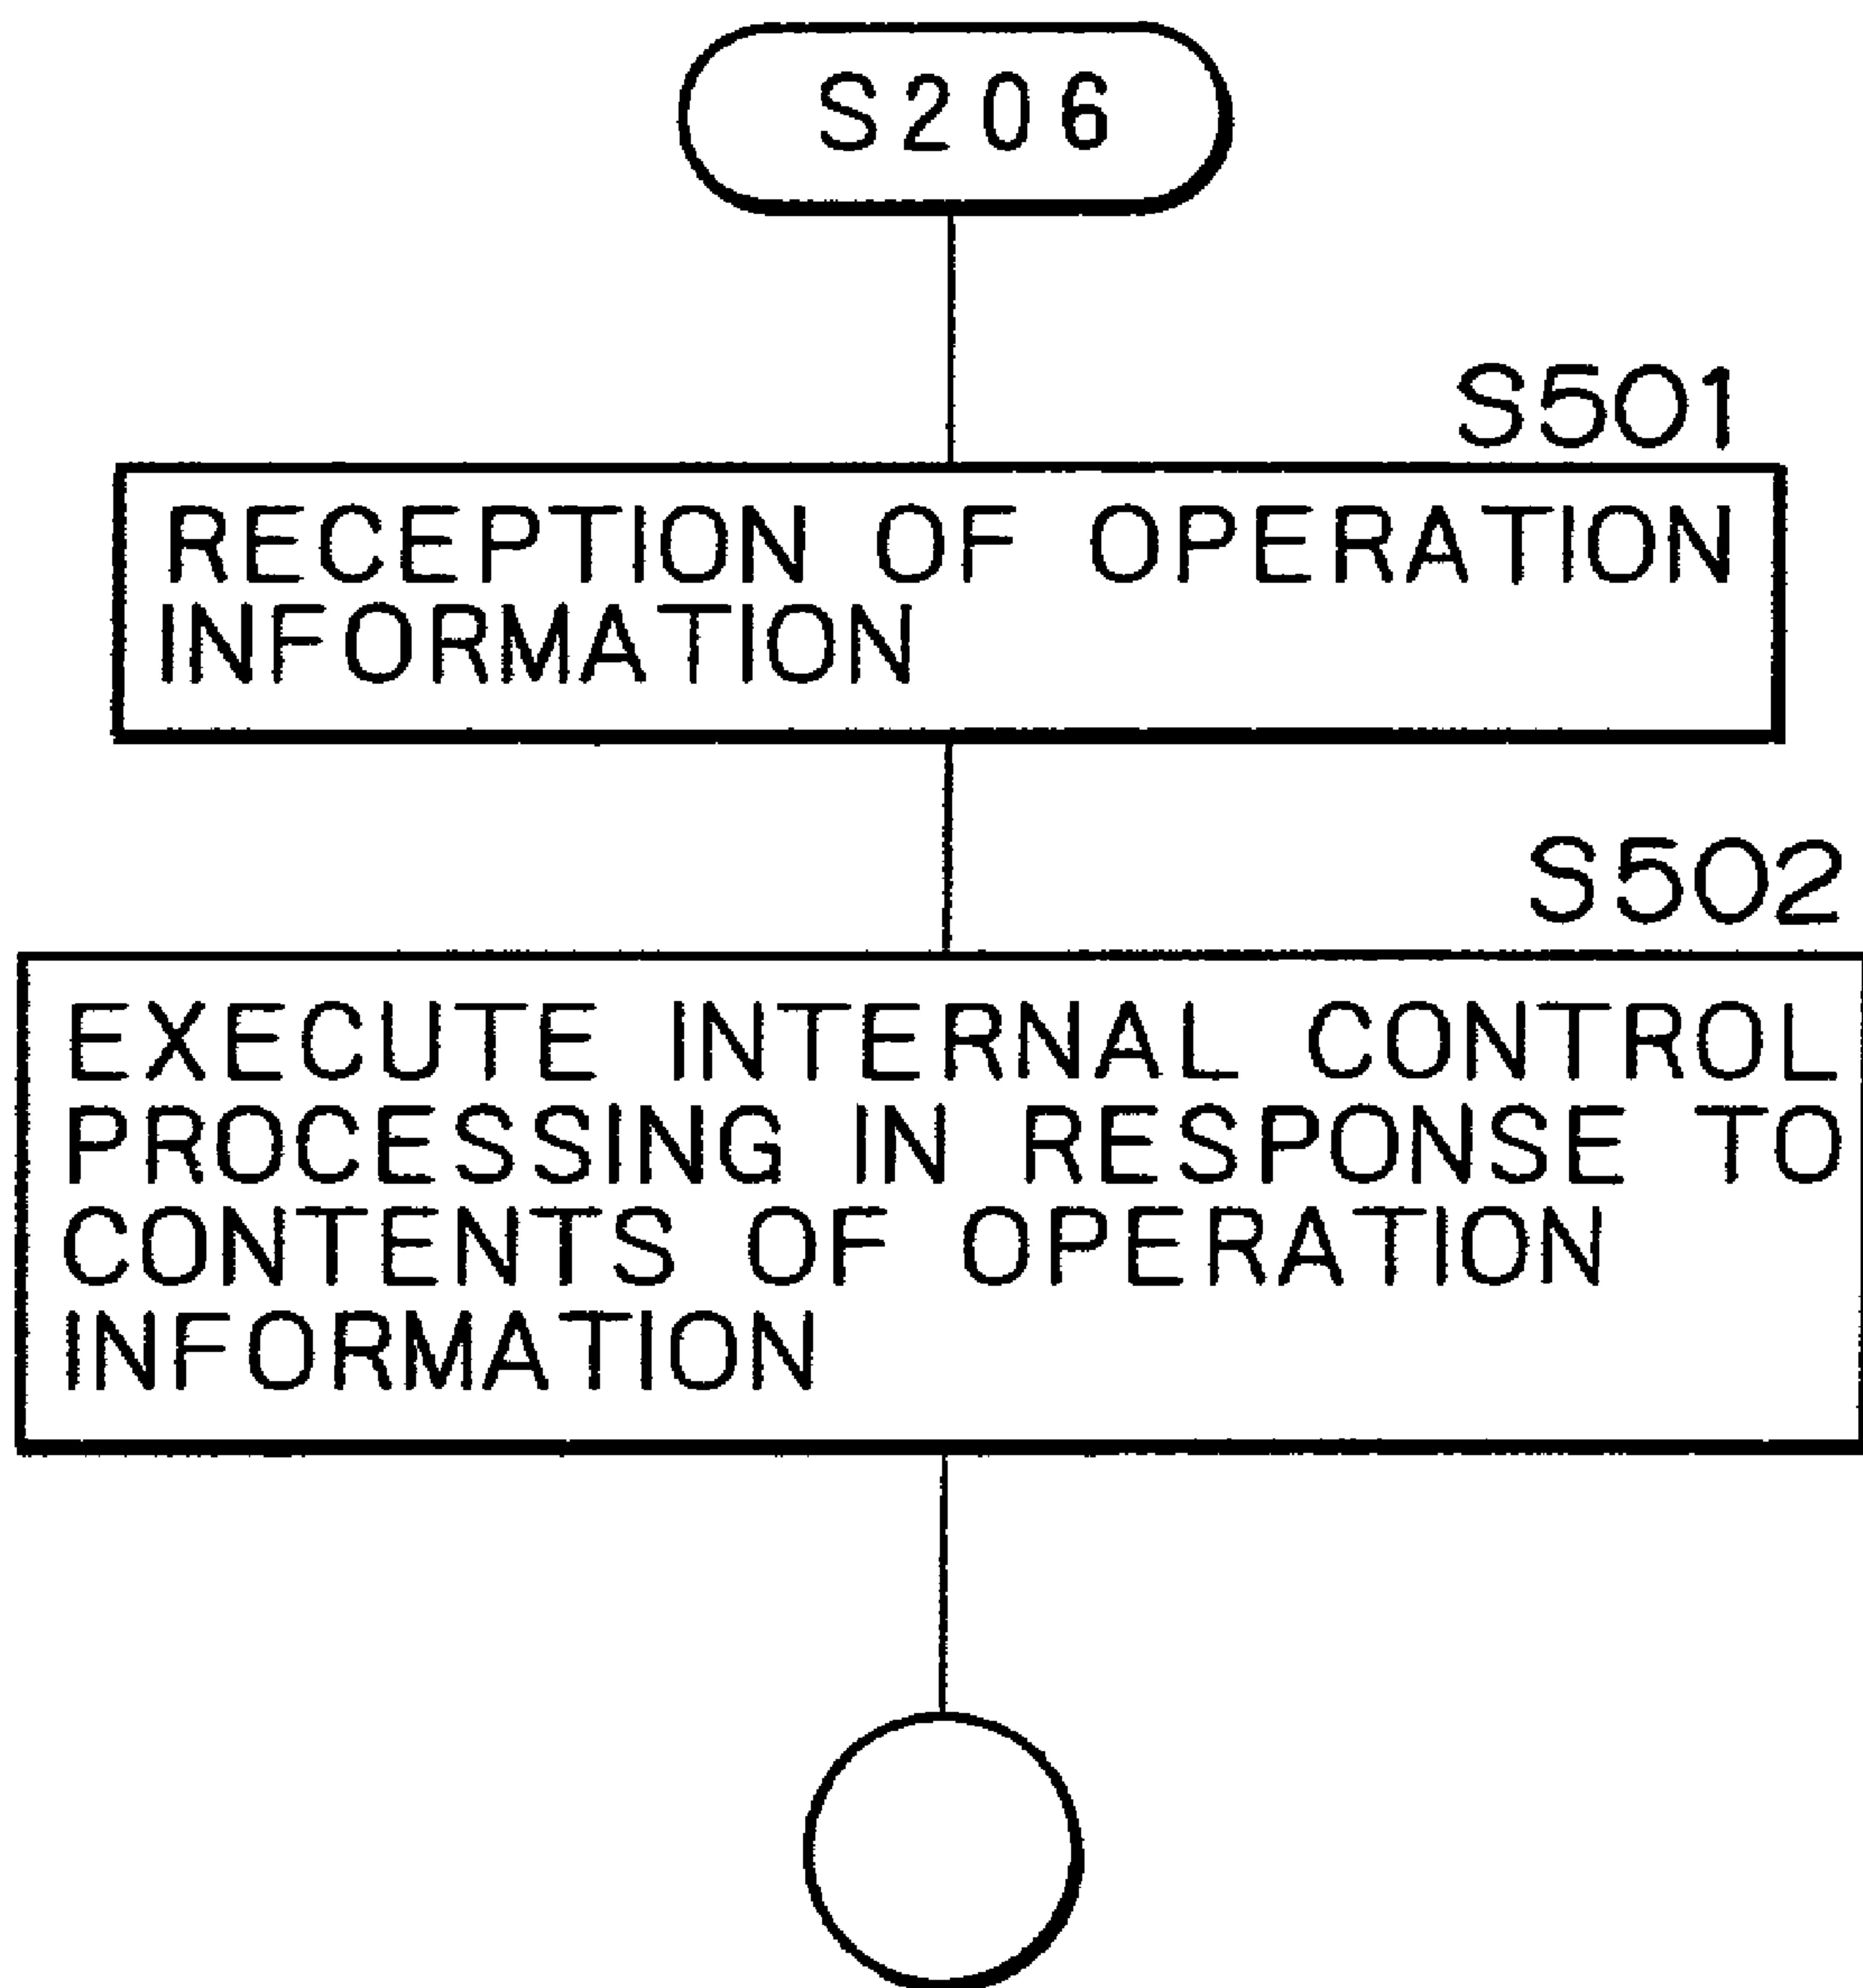 S206
S501
RECEPTION OF OPERATION
INFORMATION
S502
EXECUTE INTERNAL CONTROL
PROCESSING IN RESPONSE TO
CONTENTS OF OPERATION
INFORMATION